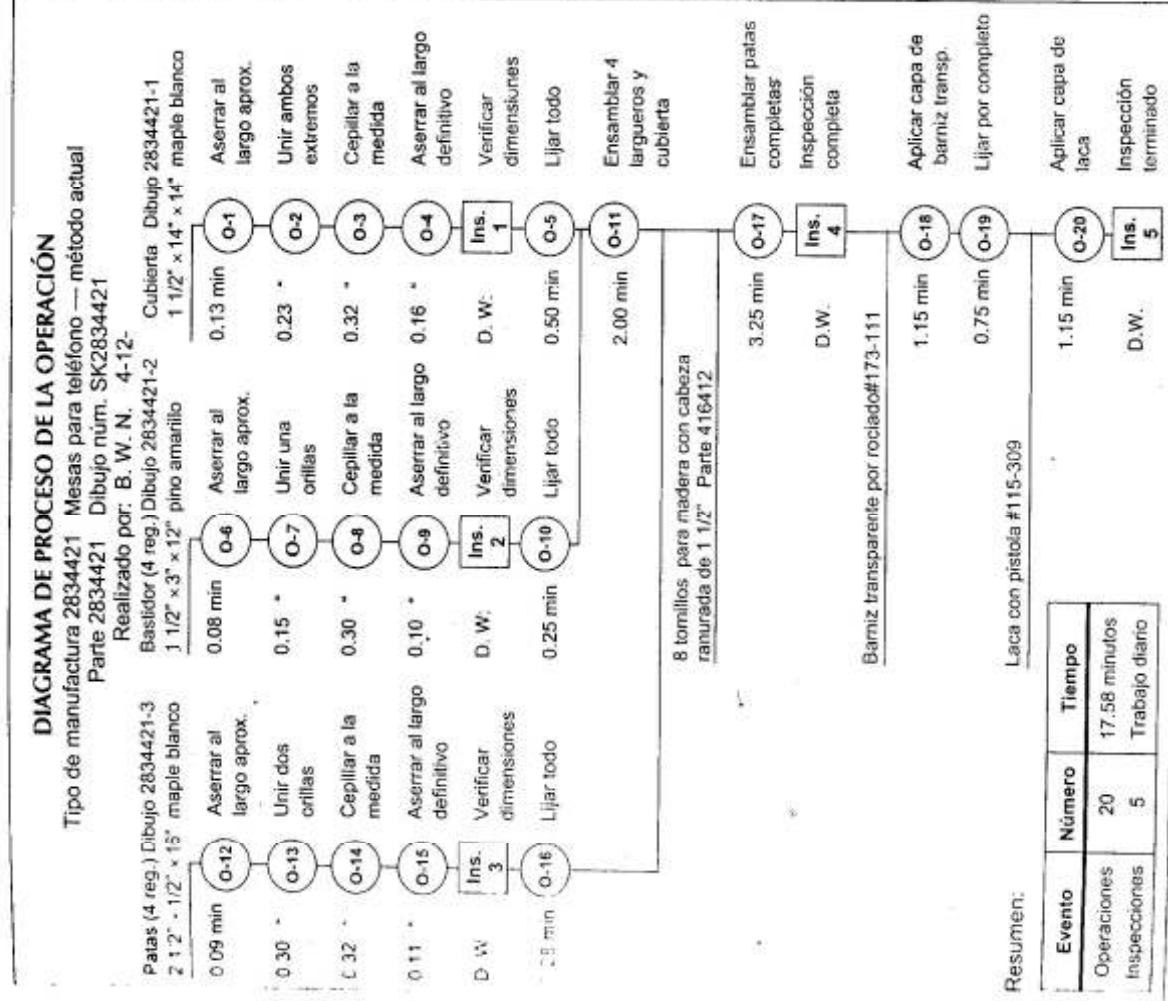 DIAGRAMA DE PROCESO DE LA OPERACIÓN
Tipo de manufactura 2834421 Mesas para teléfono — método actual
Parte 2834421 Dibujo núm. SK2834421
Realizado por: B. W. N. 4-12-
Patas (4 reg.) Dibujo 2834421-3
2 1 2" - 1/2" × 16" maple blanco
0 09 min O-12 Aserrar al
largo aprox.
0 30 " O-13 Unir dos
orillas
0 32 " O-14 Cepillar a la
medida
0 11 " O-15 Aserrar al largo
definitivo
D W Ins. 3 Verificar
dimensiones
min O-16 Lijar todo
Bastidor (4 reg.) Dibujo 2834421-2
1 1/2" × 3" × 12" pino amarillo
0.08 min O-6 Aserrar al
largo aprox.
0.15 " O-7 Unir una
orillas
0.30 " O-8 Cepillar a la
medida
0.10 " O-9 Aserrar al largo
definitivo
D. W. Ins. 2 Verificar
dimensiones
0.25 min O-10 Lijar todo
Cubierta Dibujo 2834421-1
1 1/2" × 14" × 14" maple blanco
0.13 min O-1 Aserrar al
largo aprox.
0.23 " O-2 Unir ambos
extremos
0.32 " O-3 Cepillar a la
medida
0.16 " O-4 Aserrar al largo
definitivo
D. W. Ins. 1 Verificar
dimensiones
0.50 min O-5 Lijar todo
2.00 min O-11 Ensamblar 4
largueros y
cubierta
8 tornillos para madera con cabeza
ranurada de 1 1/2" Parte 416412
3.25 min O-17 Ensamblar patas
completas
D.W. Ins. 4 Inspección
completa
Barniz transparente por rociado#173-111
1.15 min O-18 Aplicar capa de
barniz transp.
0.75 min O-19 Lijar por completo
Laca con pistola #115-309
1.15 min O-20 Aplicar capa de
laca
D.W. Ins. 5 Inspección
terminado
Resumen:
Evento Número Tiempo
Operaciones 20 17.58 minutos
Inspecciones 5 Trabajo diario